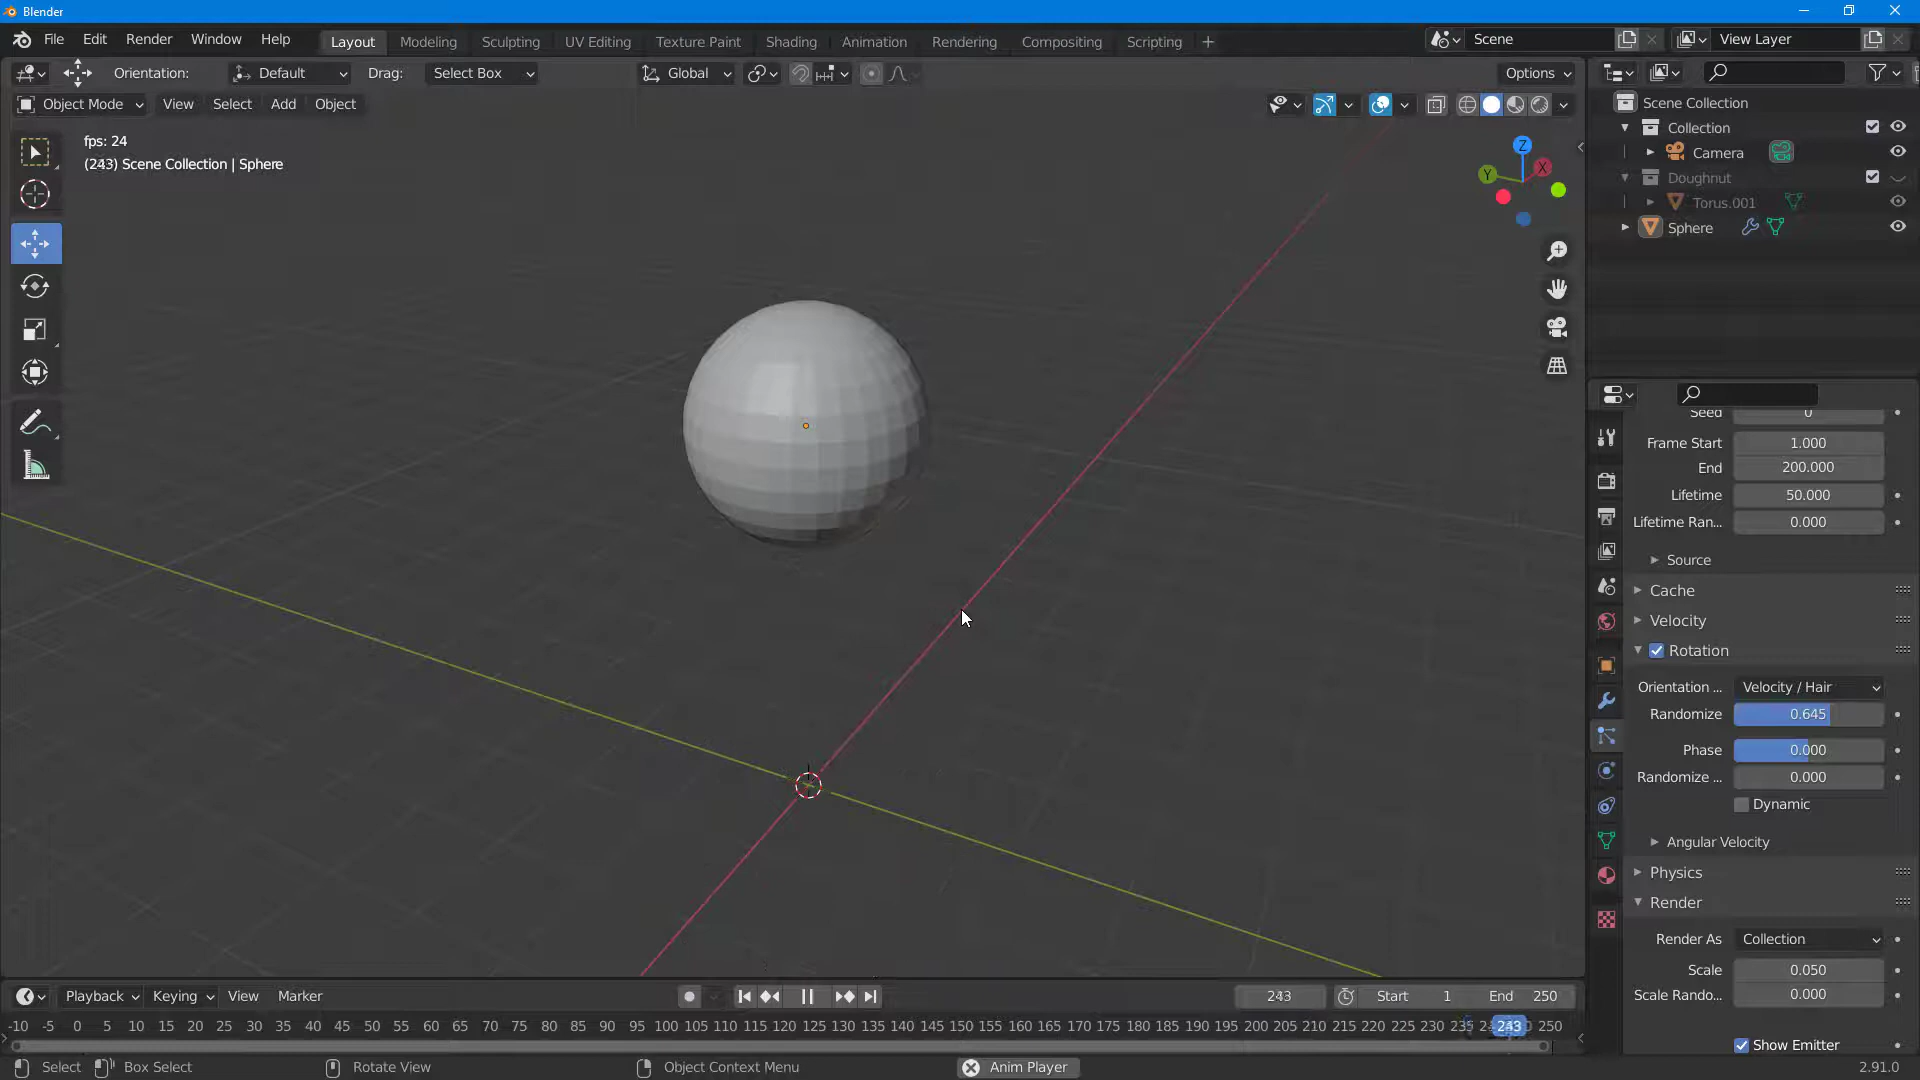 Blender
File Edit Render Window Help Layout Modeling Sculpting UV Editing Texture Paint Shading Animation Rendering Compositing Scripting + Scene View Layer
Orientation: Default Drag: Select Box Global Options
Object Mode View Select Add Object
fps: 24
(243) Scene Collection | Sphere
Z
X
Y
Scene Collection
Collection
Camera
Doughnut
Torus.001
Sphere
Seed 0
Frame Start 1.000
End 200.000
Lifetime 50.000
Lifetime Ran... 0.000
Source
Cache
Velocity
Rotation
Orientation ... Velocity / Hair
Randomize 0.645
Phase 0.000
Randomize ... 0.000
Dynamic
Angular Velocity
Physics
Render
Render As Collection
Scale 0.050
Scale Rando... 0.000
Show Emitter
Playback Keying View Marker 243 Start 1 End 250
-10 -5 0 5 10 15 20 25 30 35 40 45 50 55 60 65 70 75 80 85 90 95 100 105 110 115 120 125 130 135 140 145 150 155 160 165 170 175 180 185 190 195 200 205 210 215 220 225 230 235 243 250
Select Box Select Rotate View Object Context Menu Anim Player 2.91.0